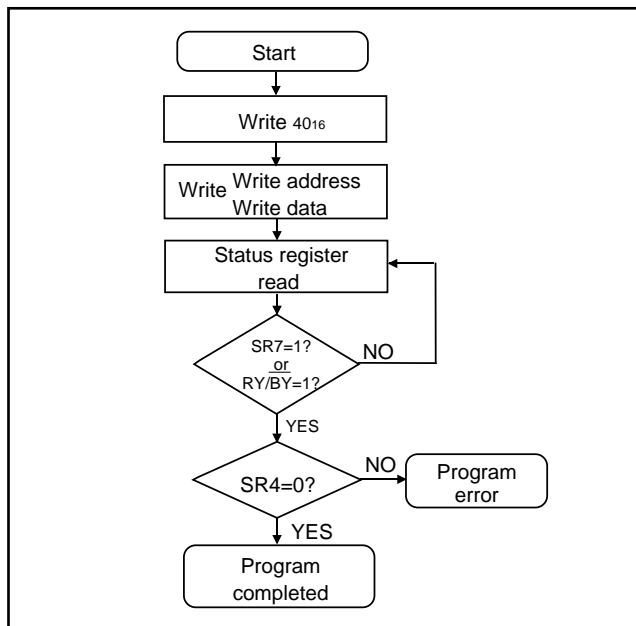 Start
Write 40₁₆
Write Write address
Write data
Status register
read
SR7=1?
or
RY/B̅Y̅=1?
NO
YES
SR4=0?
NO
Program
error
YES
Program
completed